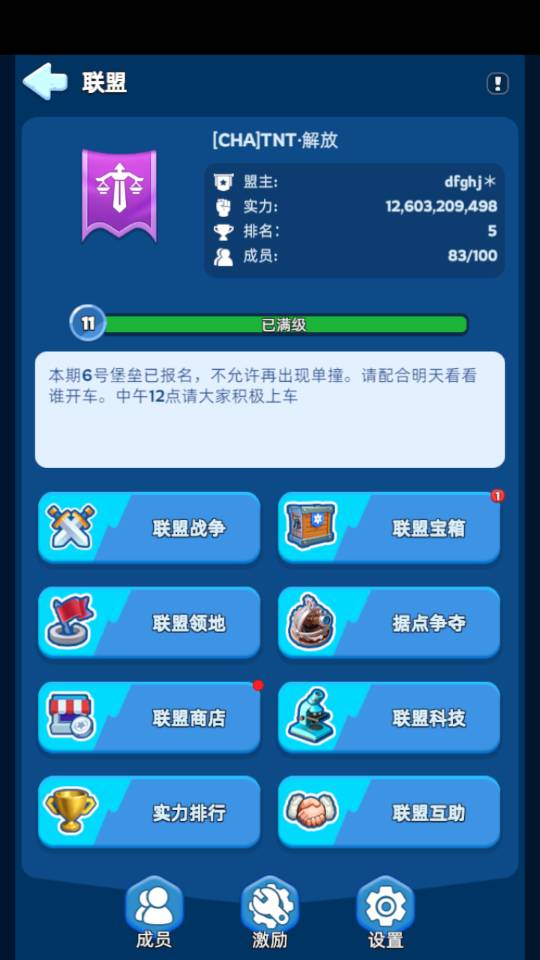 联盟
[CHA]TNT·解放
盟主: dfghj＊
实力: 12,603,209,498
排名: 5
成员: 83/100
11 已满级
本期6号堡垒已报名，不允许再出现单撞。请配合明天看看
谁开车。中午12点请大家积极上车
联盟战争 联盟宝箱 1
联盟领地 据点争夺
联盟商店 联盟科技
实力排行 联盟互助
成员 激励 设置